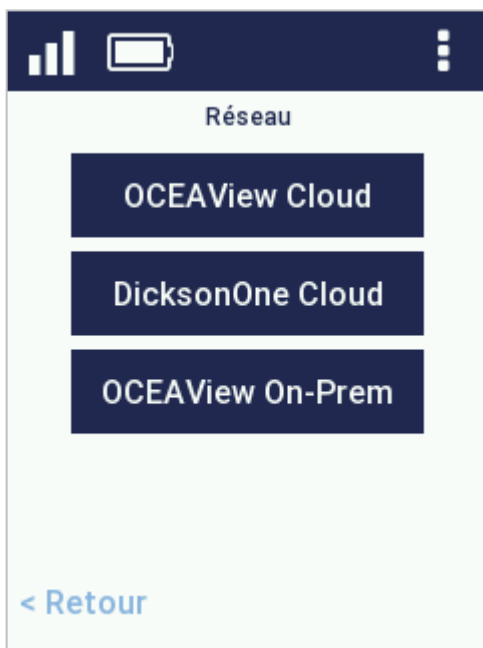 Réseau
OCEAView Cloud
DicksonOne Cloud
OCEAView On-Prem
< Retour